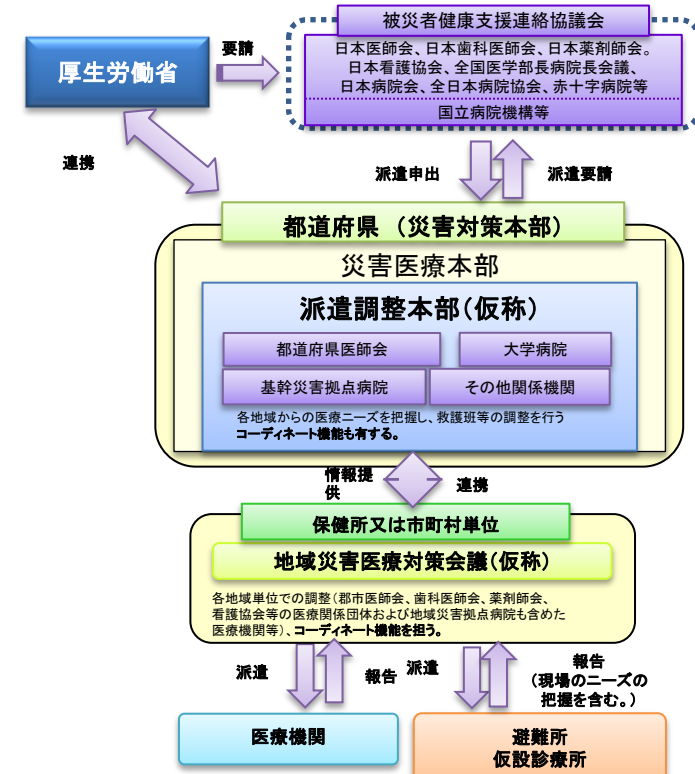 被災者健康支援連絡協議会
厚生労働省
要請
日本医師会、日本歯科医師会、日本薬剤師会。
日本看護協会、全国医学部長病院長会議、
日本病院会、全日本病院協会、赤十字病院等
国立病院機構等
連携
派遣申出
派遣要請
都道府県 （災害対策本部）
災害医療本部
派遣調整本部（仮称）
都道府県医師会
大学病院
基幹災害拠点病院
その他関係機関
各地域からの医療ニーズを把握し、救護班等の調整を行う
コーディネート機能も有する。
情報提
供
連携
保健所又は市町村単位
地域災害医療対策会議（仮称）
各地域単位での調整（郡市医師会、歯科医師会、薬剤師会、
看護協会等の医療関係団体および地域災害拠点病院も含めた
医療機関等）、コーディネート機能を担う。
派遣
報告
派遣
報告
（現場のニーズの
把握を含む。）
医療機関
避難所
仮設診療所